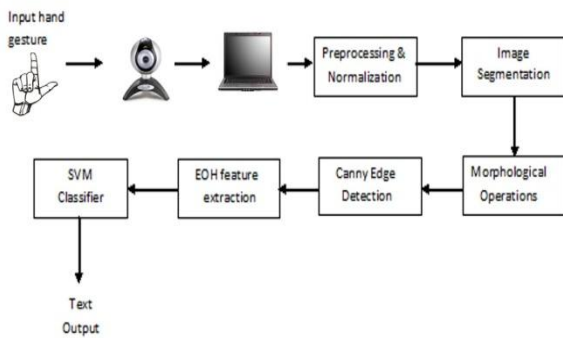 Input hand
gesture
Preprocessing &
Normalization
Image
Segmentation
Morphological
Operations
Canny Edge
Detection
EOH feature
extraction
SVM
Classifier
Text
Output